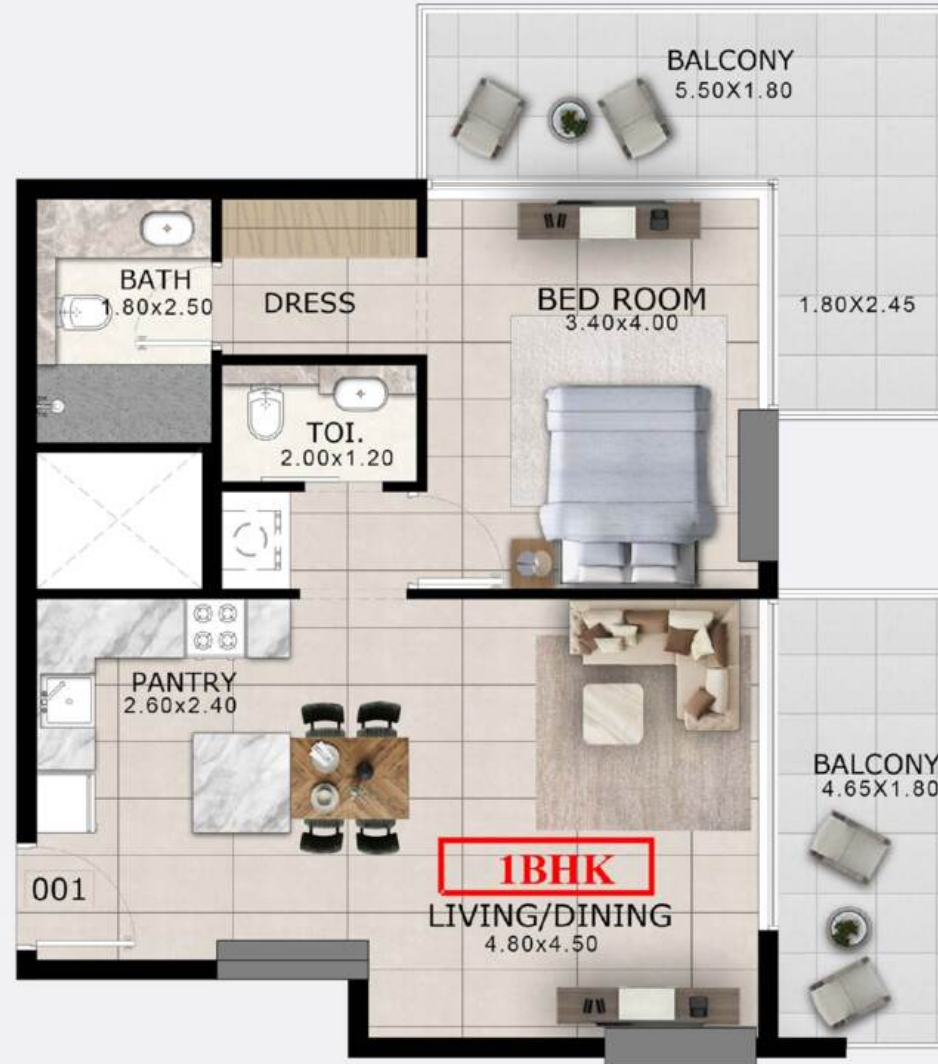 BALCONY
5.50X1.80
BATH
1.80x2.50
DRESS
BED ROOM
3.40x4.00
1.80X2.45
TOI.
2.00x1.20
PANTRY
2.60x2.40
BALCONY
4.65X1.80
001
1BHK
LIVING/DINING
4.80x4.50